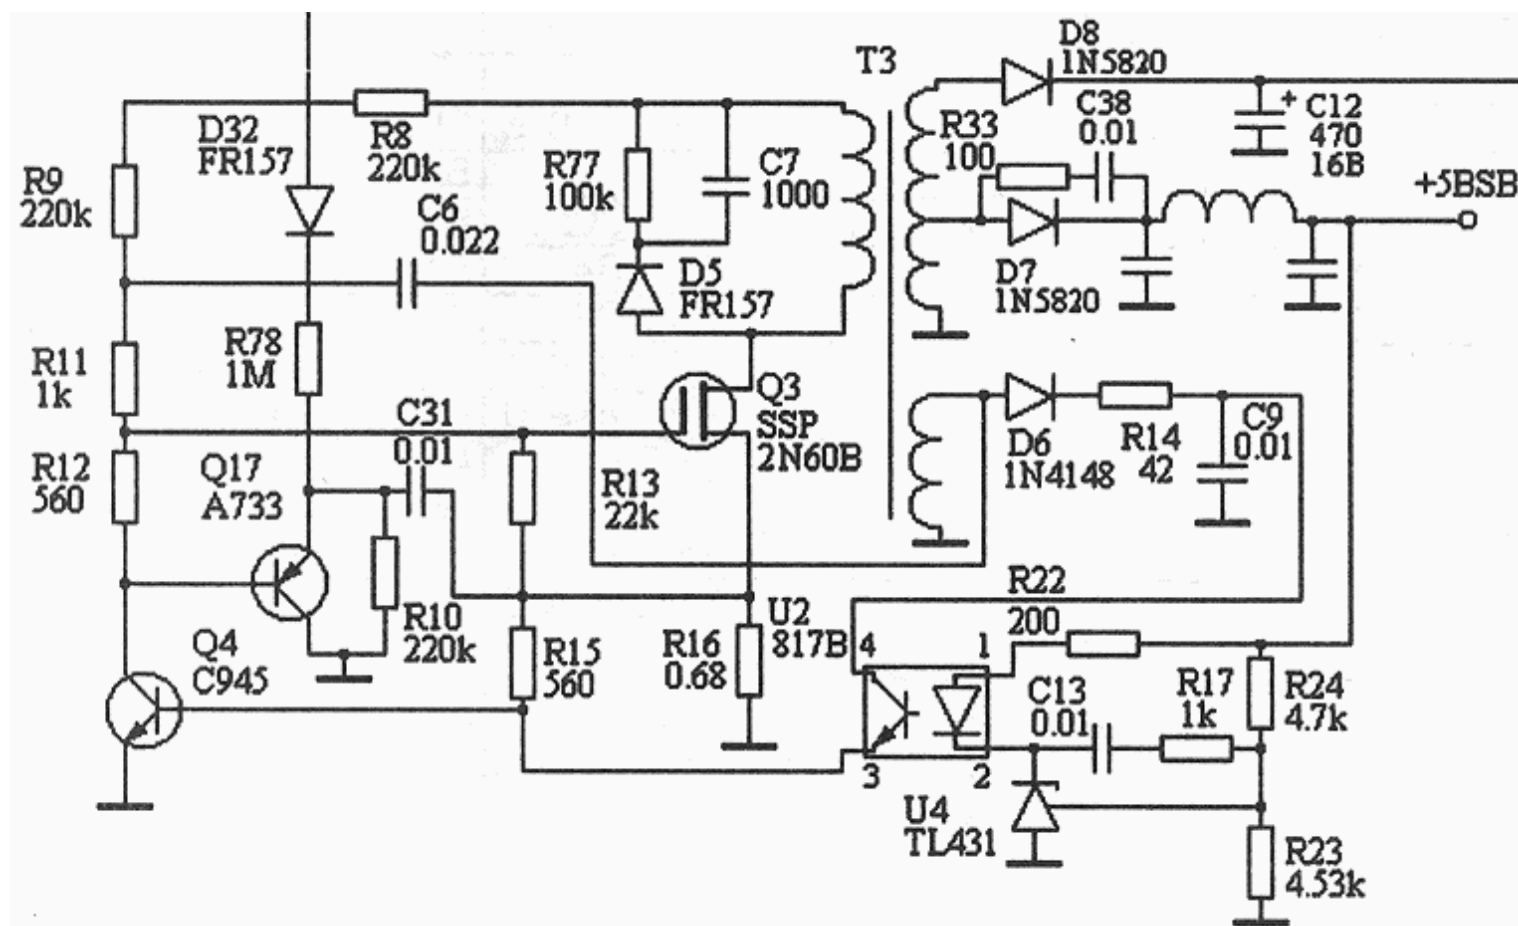 D8
1N5820
T3
C38
0.01
C12
470
16B
D32
FR157
R8
220k
R33
100
R77
100k
C7
1000
R9
220k
+5BSB
C6
0.022
D5
FR157
D7
1N5820
R78
1M
R11
1k
Q3
SSP
2N60B
C31
0.01
D6
1N4148
R14
42
C9
0.01
R12
560
Q17
A733
R13
22k
R22
200
U2
817B
4
1
R10
220k
Q4
C945
R15
560
R16
0.68
C13
0.01
R17
1k
R24
4.7k
3
2
U4
TL431
R23
4.53k